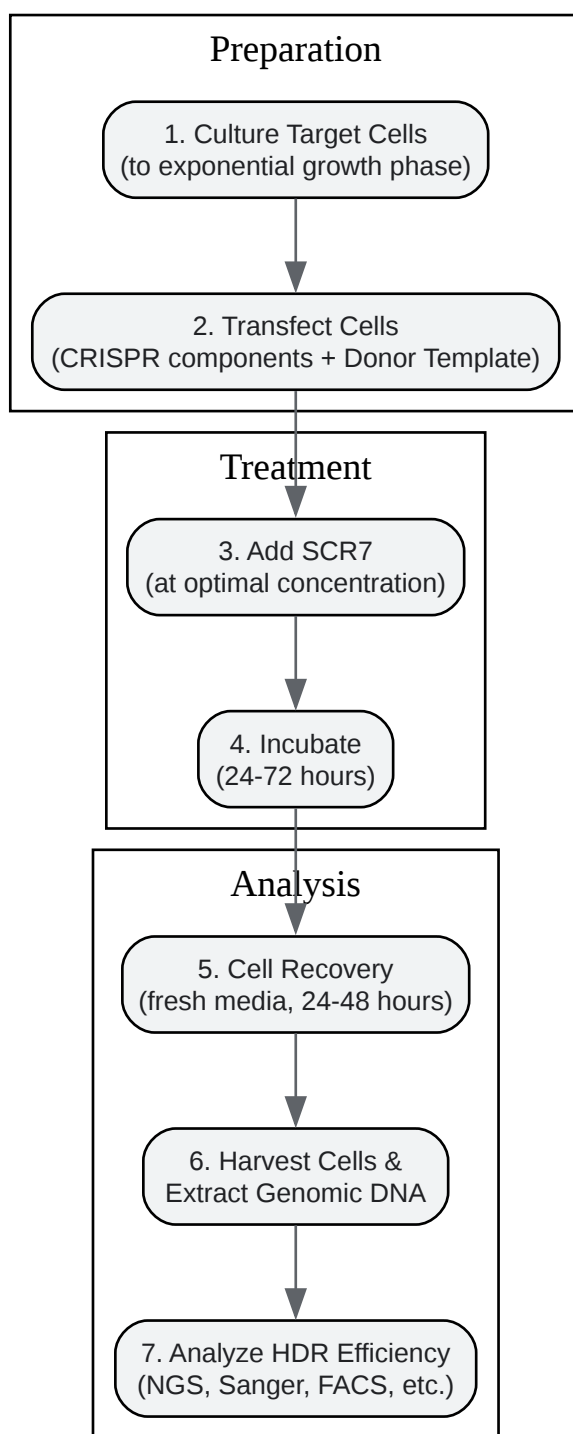 Preparation
1. Culture Target Cells
(to exponential growth phase)
2. Transfect Cells
(CRISPR components + Donor Template)
Treatment
3. Add SCR7
(at optimal concentration)
4. Incubate
(24-72 hours)
Analysis
5. Cell Recovery
(fresh media, 24-48 hours)
6. Harvest Cells &
Extract Genomic DNA
7. Analyze HDR Efficiency
(NGS, Sanger, FACS, etc.)